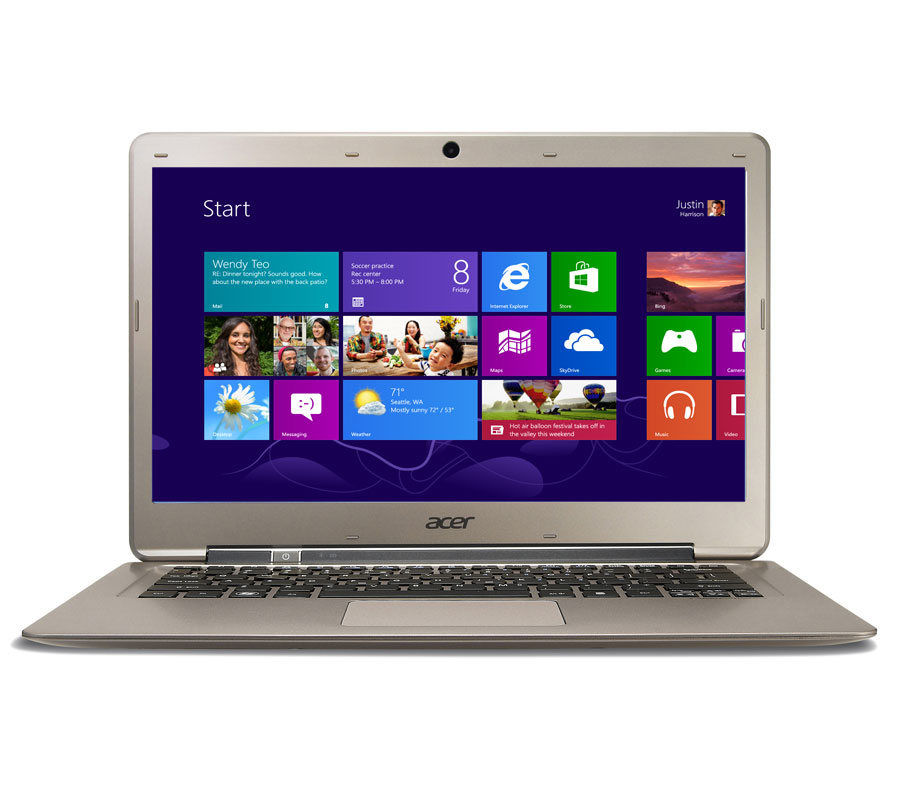 Start
Justin
Harrison
Wendy Teo
RE: Dinner tonight? Sounds good. How
about the new place with the back patio?
Mail
8
Soccer practice
Rec center
5:30 PM – 8:00 PM
8
Friday
Internet Explorer
Store
Bing
Photos
Maps
SkyDrive
Games
Camera
Desktop
:-)
Messaging
71°
Seattle, WA
Mostly sunny 72° / 53°
Weather
Hot air balloon festival takes off in
the valley this weekend
Music
Video
acer